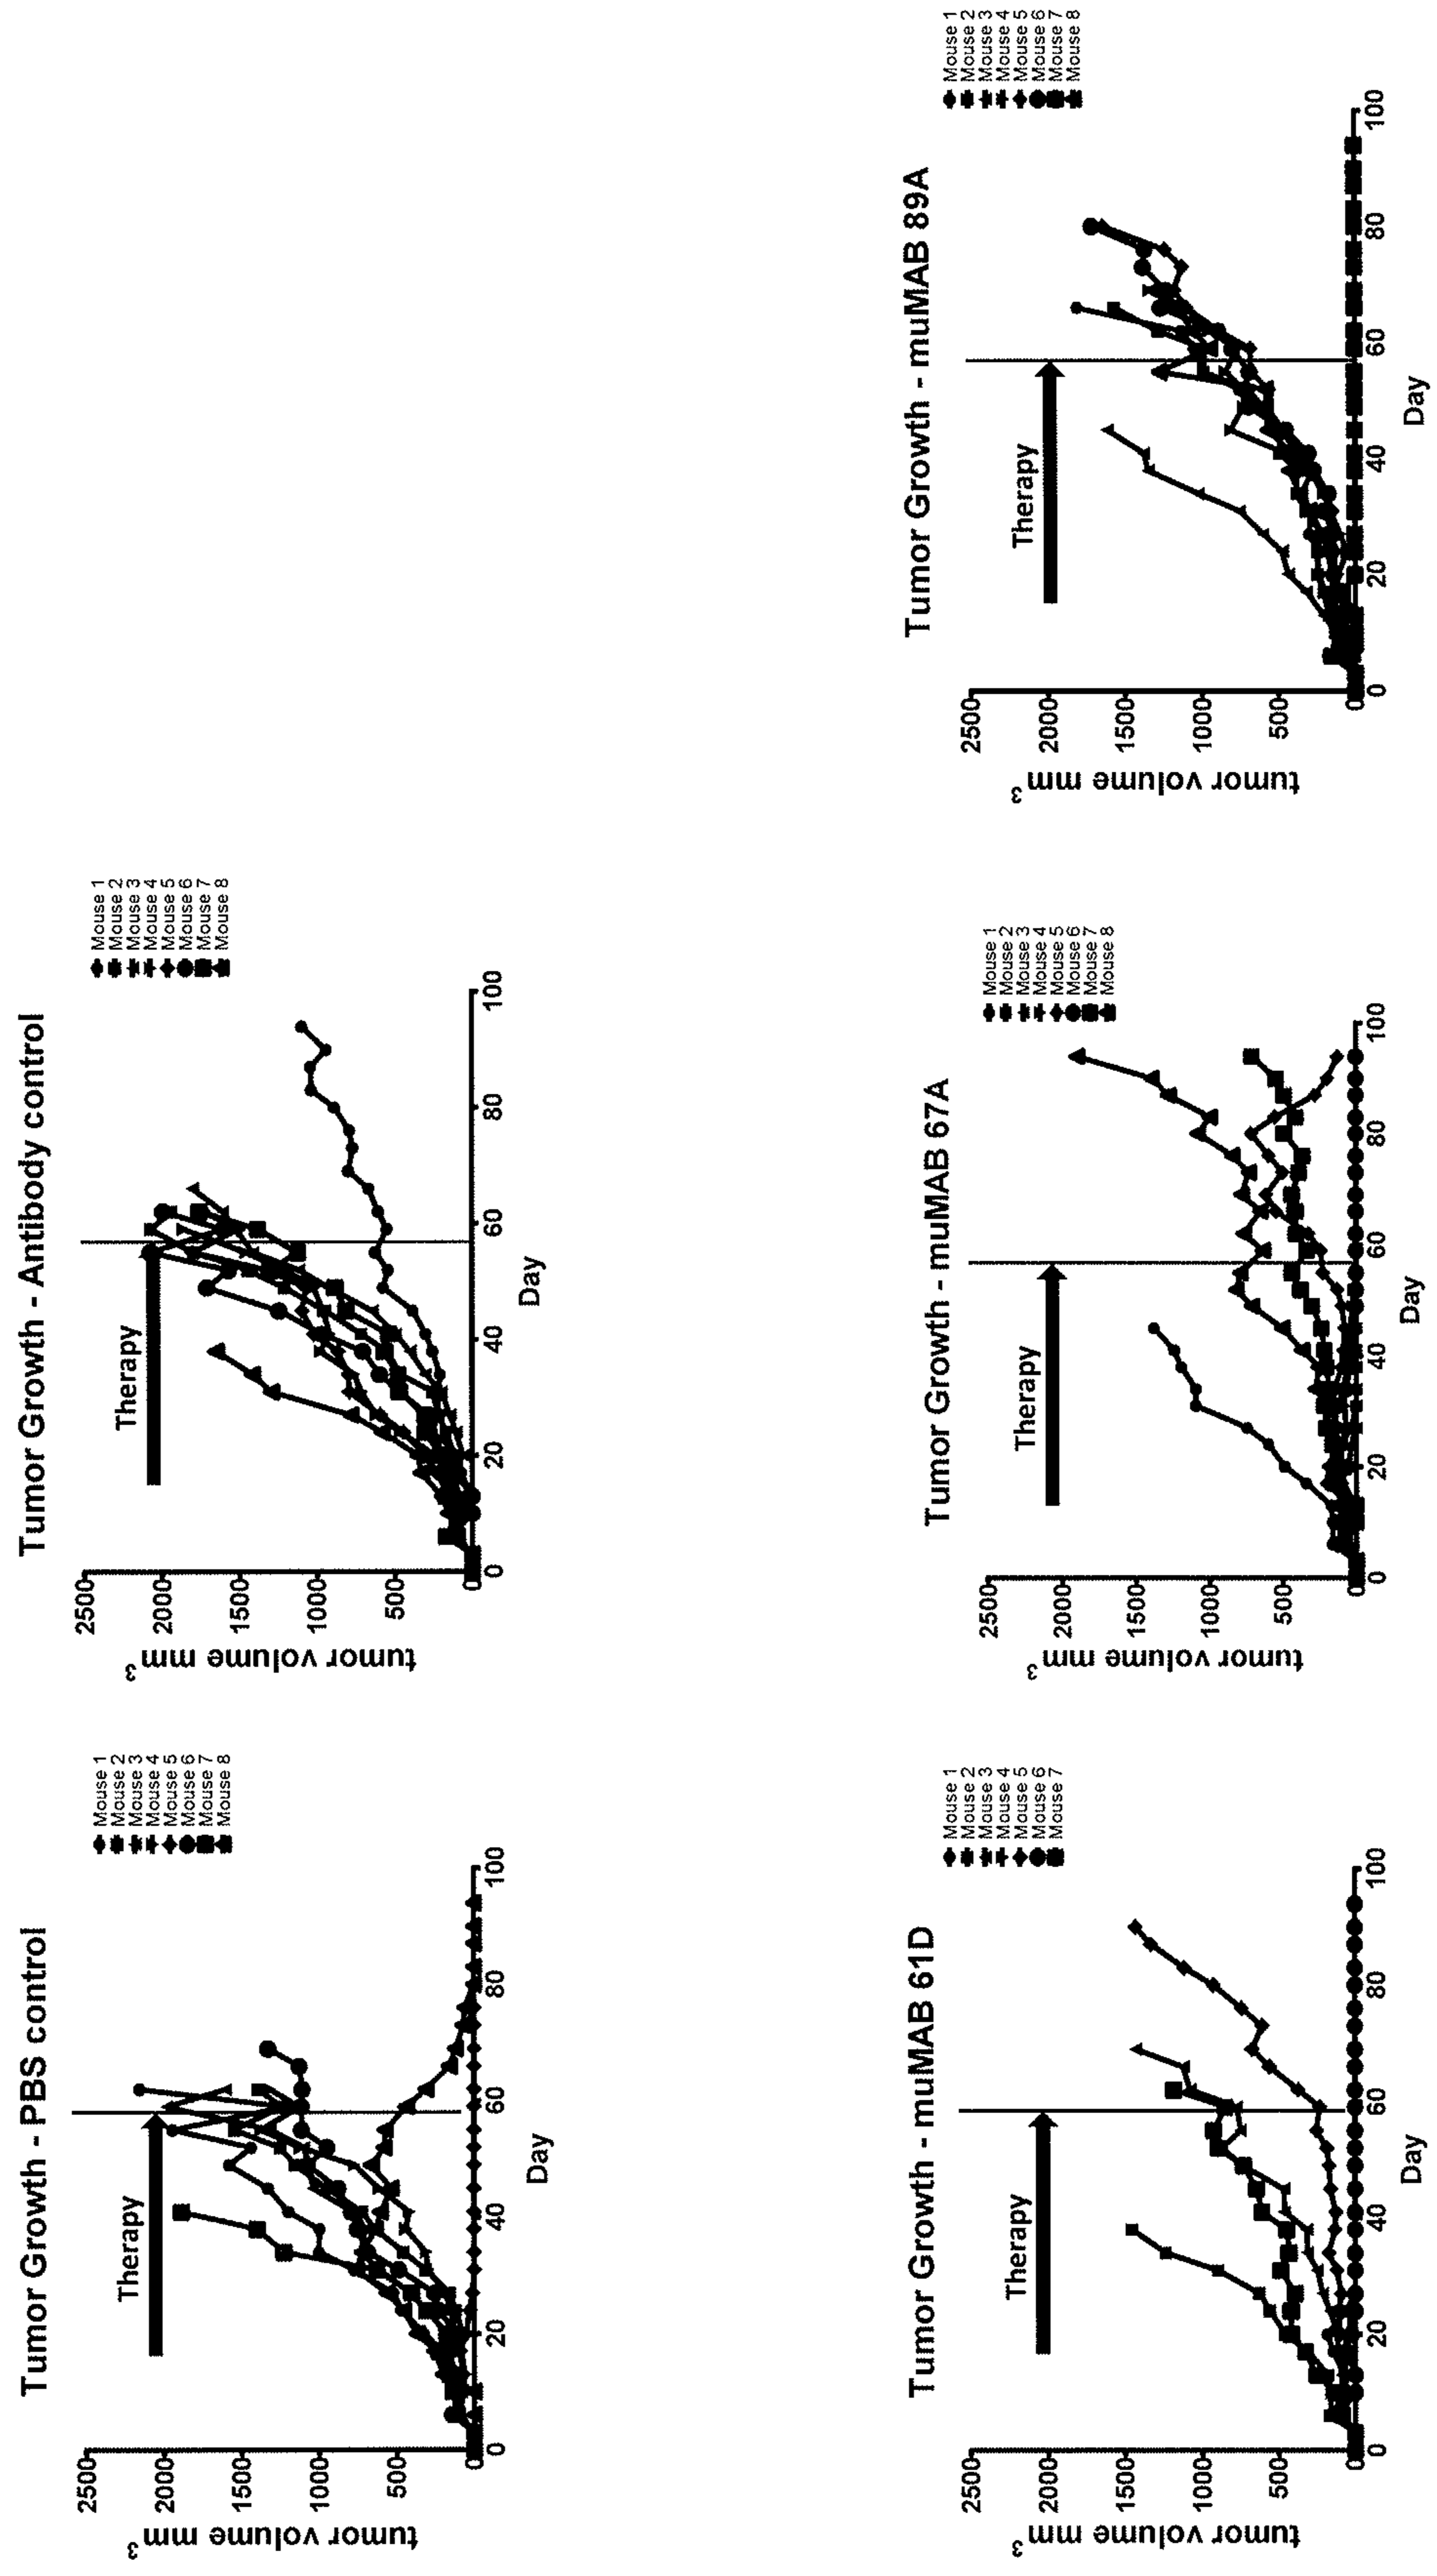 Tumor Growth - PBS control
tumor volume mm3
2500
2000
1500
1000
500
0
Therapy
0
20
40
60
80
100
Day
Mouse 1
Mouse 2
Mouse 3
Mouse 4
Mouse 5
Mouse 6
Mouse 7
Mouse 8
Tumor Growth - Antibody control
tumor volume mm3
2500
2000
1500
1000
500
0
Therapy
0
20
40
60
80
100
Day
Mouse 1
Mouse 2
Mouse 3
Mouse 4
Mouse 5
Mouse 6
Mouse 7
Mouse 8
Tumor Growth - muMAB 61D
tumor volume mm3
2500
2000
1500
1000
500
0
Therapy
0
20
40
60
80
100
Day
Mouse 1
Mouse 2
Mouse 3
Mouse 4
Mouse 5
Mouse 6
Mouse 7
Tumor Growth - muMAB 67A
tumor volume mm3
2500
2000
1500
1000
500
0
Therapy
0
20
40
60
80
100
Day
Mouse 1
Mouse 2
Mouse 3
Mouse 4
Mouse 5
Mouse 6
Mouse 7
Mouse 8
Tumor Growth - muMAB 89A
tumor volume mm3
2500
2000
1500
1000
500
0
Therapy
0
20
40
60
80
100
Day
Mouse 1
Mouse 2
Mouse 3
Mouse 4
Mouse 5
Mouse 6
Mouse 7
Mouse 8